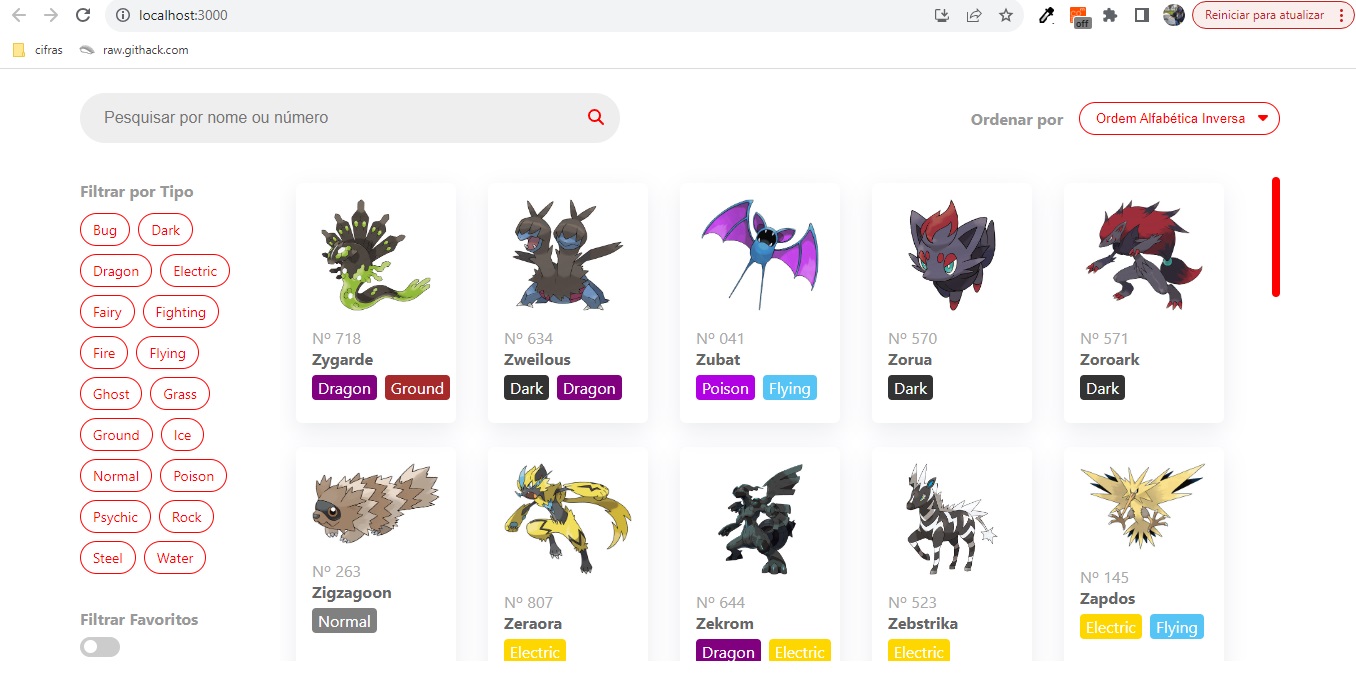 localhost:3000
off
Reiniciar para atualizar
cifras
raw.githack.com
Pesquisar por nome ou número
Ordenar por
Ordem Alfabética Inversa
Filtrar por Tipo
Bug Dark
Dragon Electric
Fairy Fighting
Fire Flying
Ghost Grass
Ground Ice
Normal Poison
Psychic Rock
Steel Water
Filtrar Favoritos
Nº 718
Zygarde
Dragon Ground
Nº 634
Zweilous
Dark Dragon
Nº 041
Zubat
Poison Flying
Nº 570
Zorua
Dark
Nº 571
Zoroark
Dark
Nº 263
Zigzagoon
Normal
Nº 807
Zeraora
Electric
Nº 644
Zekrom
Dragon Electric
Nº 523
Zebstrika
Electric
Nº 145
Zapdos
Electric Flying